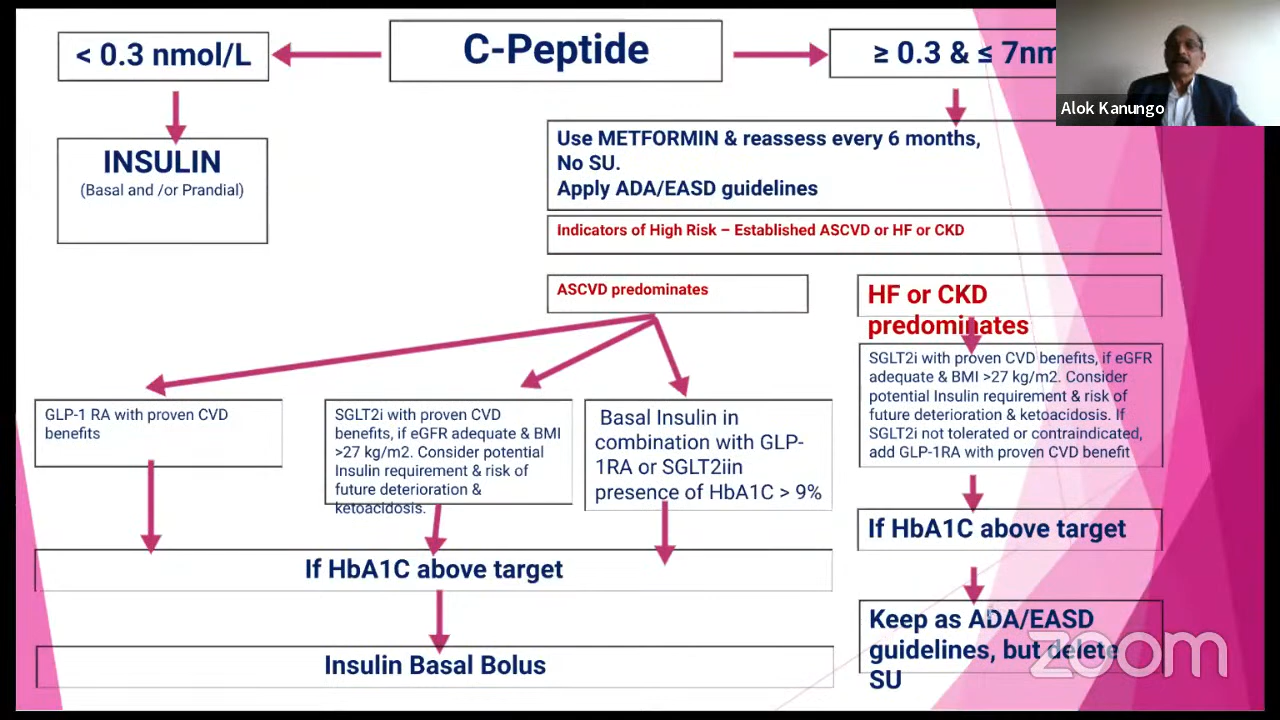 C-Peptide
< 0.3 nmol/L
≥ 0.3 & ≤
Alok Kanungo
INSULIN
(Basal and /or Prandial)
Use METFORMIN & reassess every 6 months,
No SU.
Apply ADA/EASD guidelines
Indicators of High Risk – Established ASCVD or HF or CKD
ASCVD predominates
HF or CKD
predominates
GLP-1 RA with proven CVD
benefits
SGLT2i with proven CVD
benefits, if eGFR adequate & BMI
>27 kg/m2. Consider potential
Insulin requirement & risk of
future deterioration &
ketoacidosis.
Basal Insulin in
combination with GLP-
1RA or SGLT2iin
presence of HbA1C > 9%
SGLT2i with proven CVD benefits, if eGFR
adequate & BMI >27 kg/m2. Consider
potential Insulin requirement & risk of
future deterioration & ketoacidosis. If
SGLT2i not tolerated or contraindicated,
add GLP-1RA with proven CVD benefit
If HbA1C above target
Insulin Basal Bolus
If HbA1C above target
Keep as ADA/EASD
guidelines, but delete
SU
zoom